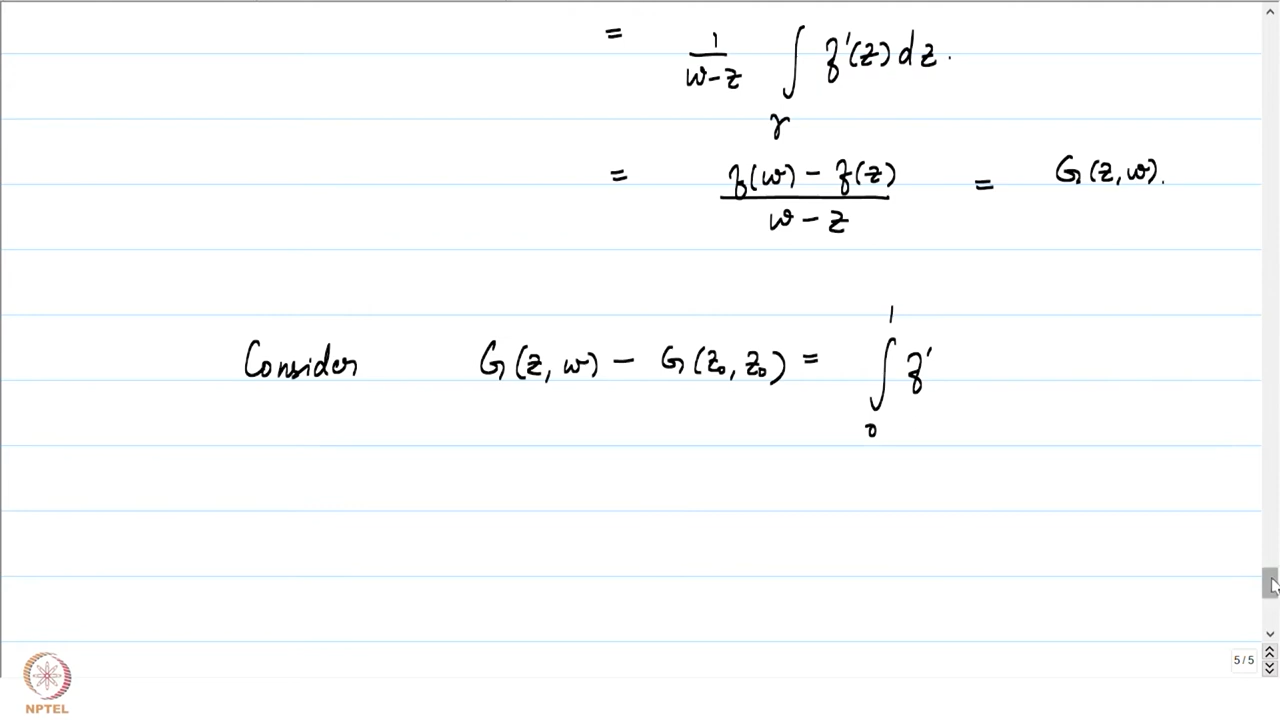 = 1/(w-z) ∫_γ f'(z) dz.
= (f(w) - f(z))/(w - z) = G(z, w).
Consider G(z, w) - G(z₀, z₀) = ∫₀¹ f'
5 / 5
NPTEL